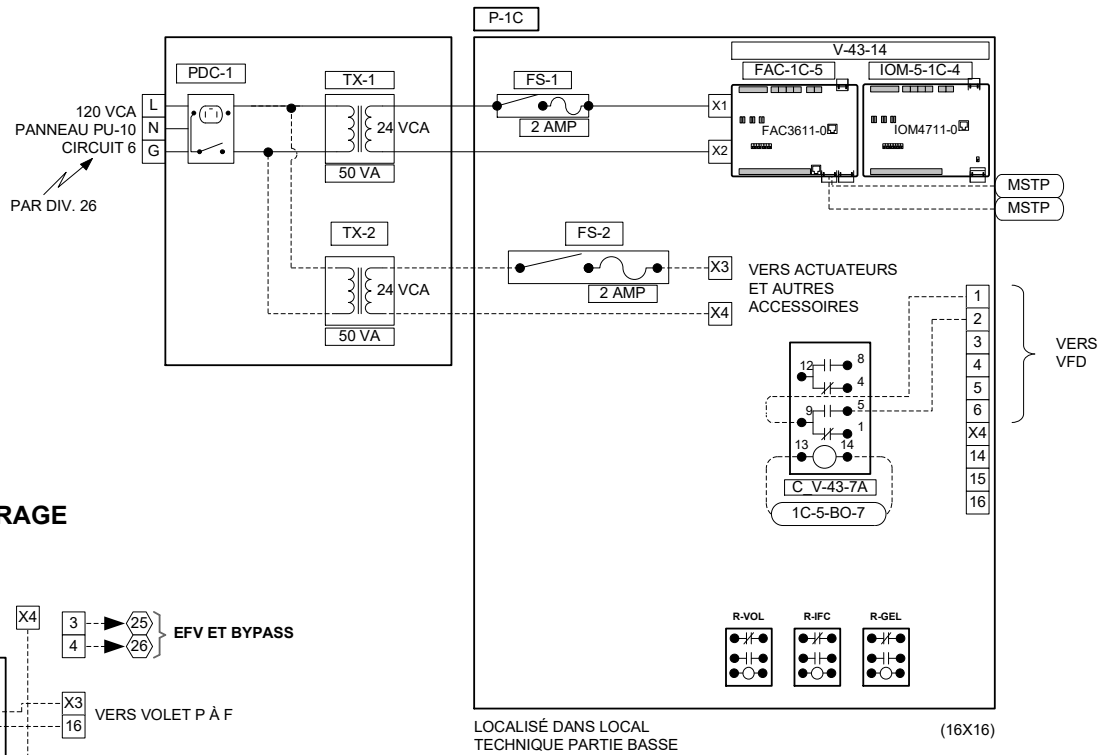 P-1C
V-43-14
PDC-1
TX-1
FS-1
FAC-1C-5
IOM-5-1C-4
120 VCA
PANNEAU PU-10
CIRCUIT 6
L
N
G
24 VCA
2 AMP
X1
X2
FAC3611-0
IOM4711-0
50 VA
PAR DIV. 26
MSTP
MSTP
TX-2
FS-2
24 VCA
2 AMP
50 VA
X3
X4
VERS ACTUATEURS
ET AUTRES
ACCESSOIRES
1
2
3
4
5
6
X4
14
15
16
VERS
VFD
12
8
4
9
5
1
13
14
C_V-43-7A
1C-5-BO-7
RAGE
X4
3
25
4
26
EFV ET BYPASS
X3
16
VERS VOLET P À F
R-VOL
R-IFC
R-GEL
LOCALISÉ DANS LOCAL
TECHNIQUE PARTIE BASSE
(16X16)